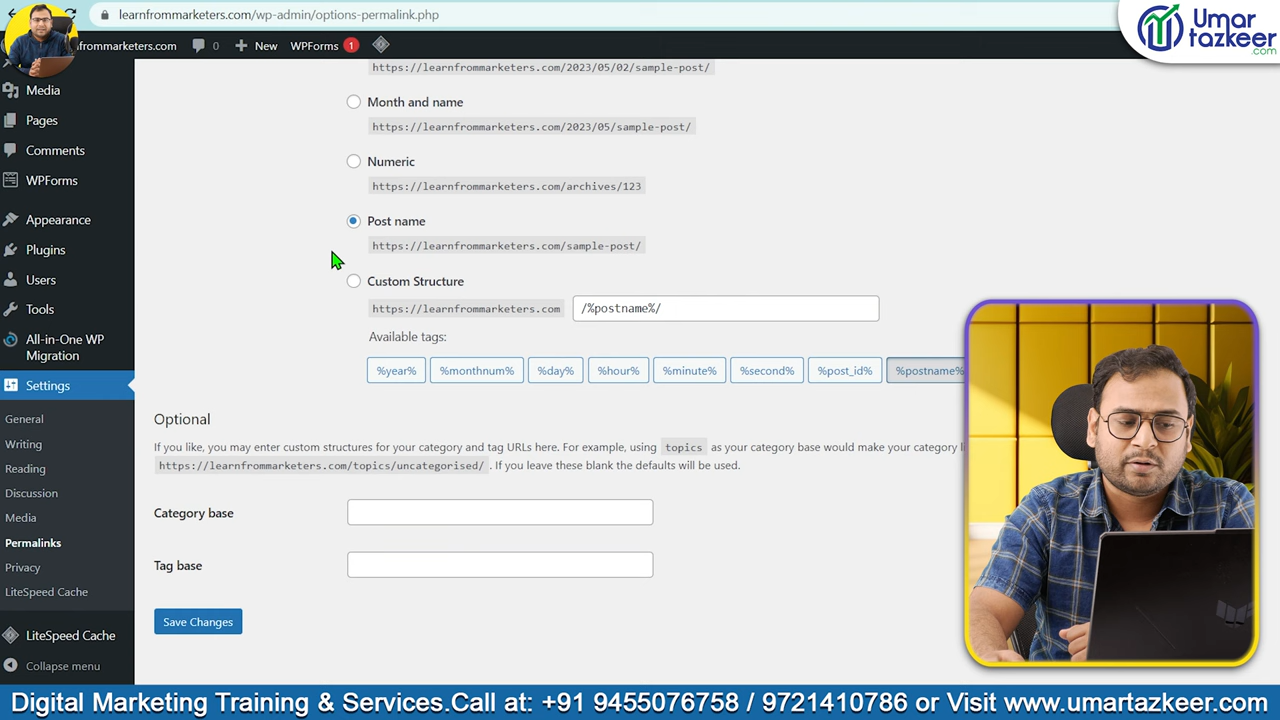 learnfrommarketers.com/wp-admin/options-permalink.php
Umar
tazkeer
.com
frommarketers.com
0
New
WPForms
1
https://learnfrommarketers.com/2023/05/02/sample-post/
Media
Month and name
Pages
https://learnfrommarketers.com/2023/05/sample-post/
Comments
Numeric
WPForms
https://learnfrommarketers.com/archives/123
Appearance
Post name
Plugins
https://learnfrommarketers.com/sample-post/
Users
Custom Structure
Tools
https://learnfrommarketers.com
/%postname%/
All-in-One WP
Migration
Available tags:
%year%
%monthnum%
%day%
%hour%
%minute%
%second%
%post_id%
%postname%
Settings
General
Optional
Writing
If you like, you may enter custom structures for your category and tag URLs here. For example, using topics as your category base would make your category
https://learnfrommarketers.com/topics/uncategorised/ . If you leave these blank the defaults will be used.
Reading
Discussion
Media
Category base
Permalinks
Privacy
Tag base
LiteSpeed Cache
Save Changes
LiteSpeed Cache
Collapse menu
Digital Marketing Training & Services.Call at: +91 9455076758 / 9721410786 or Visit www.umartazkeer.com